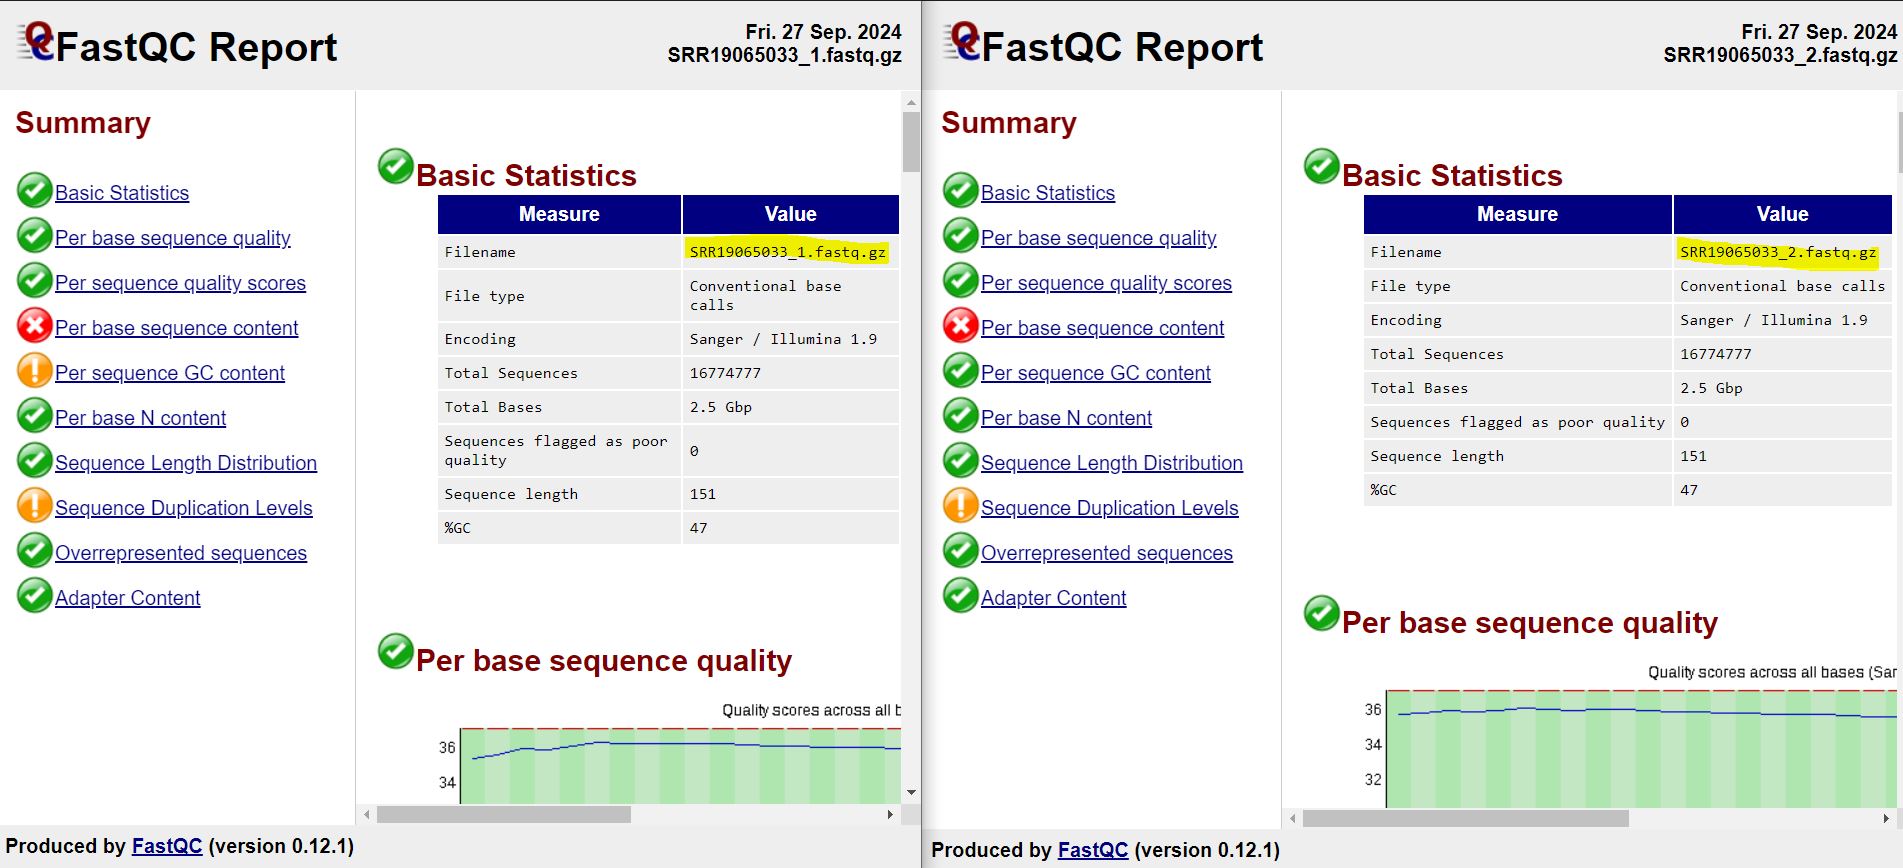 FastQC Report
Fri. 27 Sep. 2024
SRR19065033_1.fastq.gz
Summary
Basic Statistics
Per base sequence quality
Per sequence quality scores
Per base sequence content
Per sequence GC content
Per base N content
Sequence Length Distribution
Sequence Duplication Levels
Overrepresented sequences
Adapter Content
Basic Statistics
Measure Value
Filename SRR19065033_1.fastq.gz
File type Conventional base
calls
Encoding Sanger / Illumina 1.9
Total Sequences 16774777
Total Bases 2.5 Gbp
Sequences flagged as poor
quality 0
Sequence length 151
%GC 47
Per base sequence quality
Quality scores across all b
36
34
Produced by FastQC (version 0.12.1)
FastQC Report
Fri. 27 Sep. 2024
SRR19065033_2.fastq.gz
Summary
Basic Statistics
Per base sequence quality
Per sequence quality scores
Per base sequence content
Per sequence GC content
Per base N content
Sequence Length Distribution
Sequence Duplication Levels
Overrepresented sequences
Adapter Content
Basic Statistics
Measure Value
Filename SRR19065033_2.fastq.gz
File type Conventional base calls
Encoding Sanger / Illumina 1.9
Total Sequences 16774777
Total Bases 2.5 Gbp
Sequences flagged as poor quality 0
Sequence length 151
%GC 47
Per base sequence quality
Quality scores across all bases (San
36
34
32
Produced by FastQC (version 0.12.1)